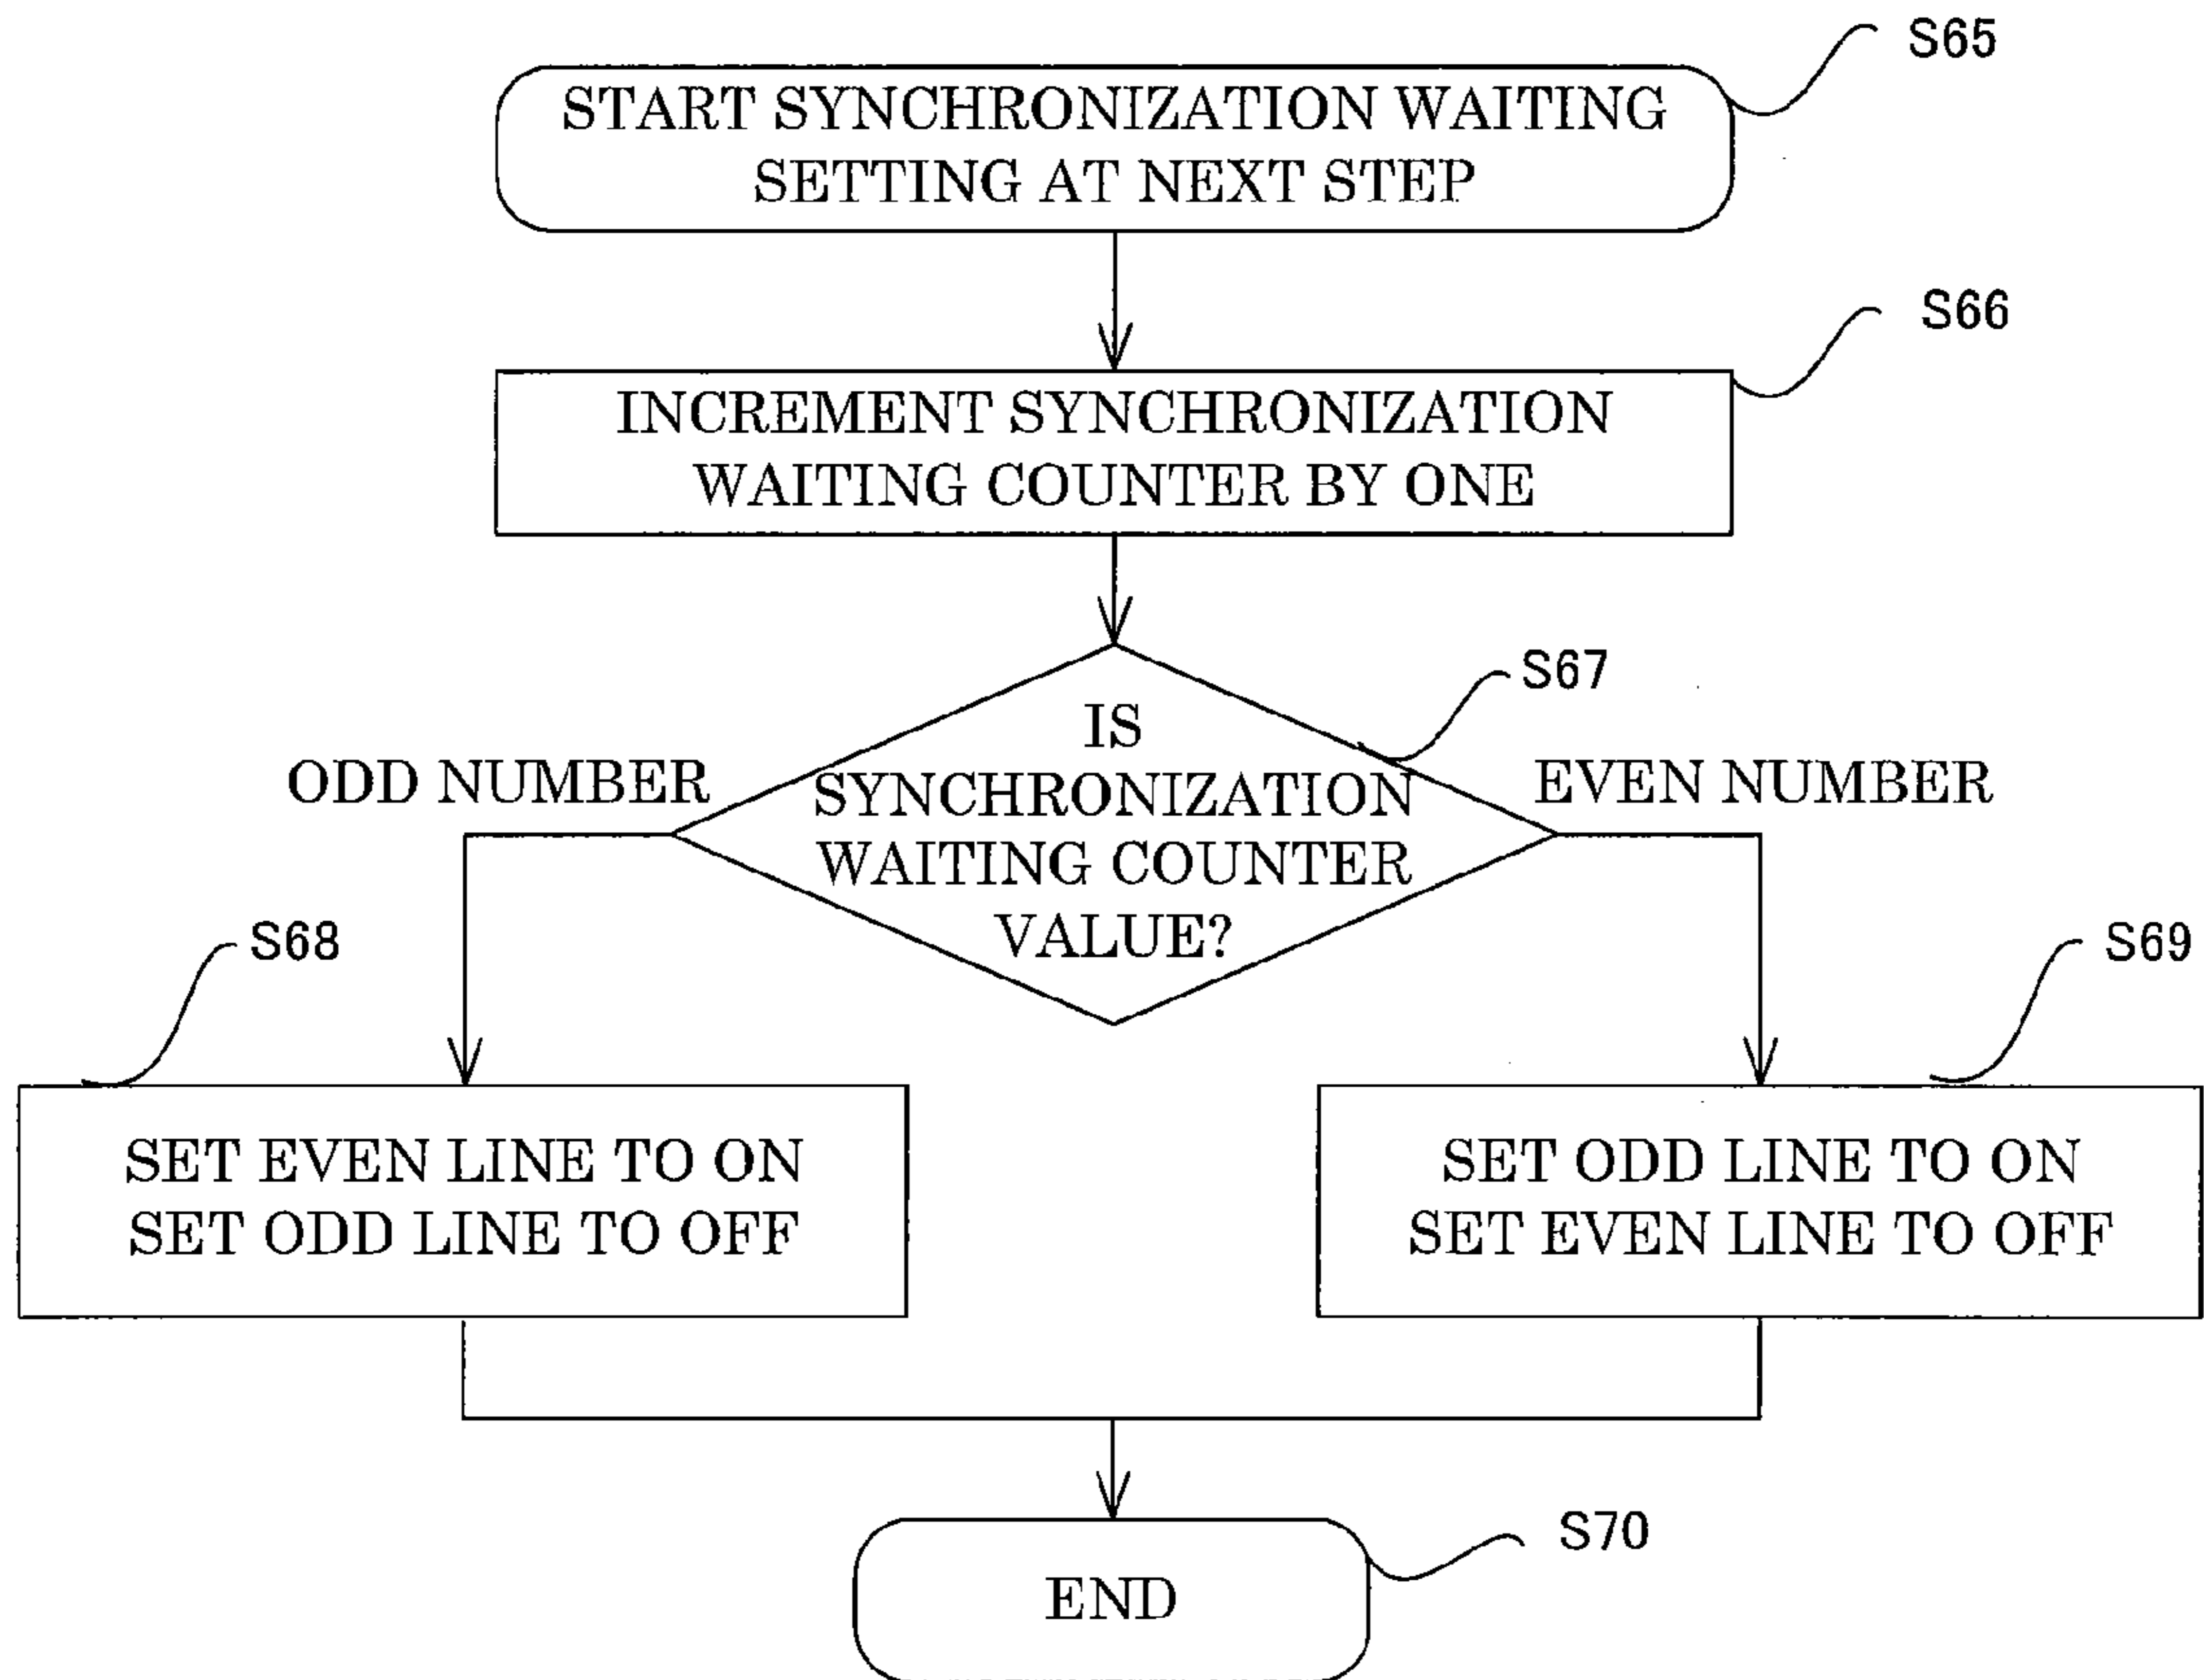 S65
START SYNCHRONIZATION WAITING
SETTING AT NEXT STEP
S66
INCREMENT SYNCHRONIZATION
WAITING COUNTER BY ONE
S67
IS
SYNCHRONIZATION
WAITING COUNTER
VALUE?
ODD NUMBER
EVEN NUMBER
S68
SET EVEN LINE TO ON
SET ODD LINE TO OFF
S69
SET ODD LINE TO ON
SET EVEN LINE TO OFF
S70
END